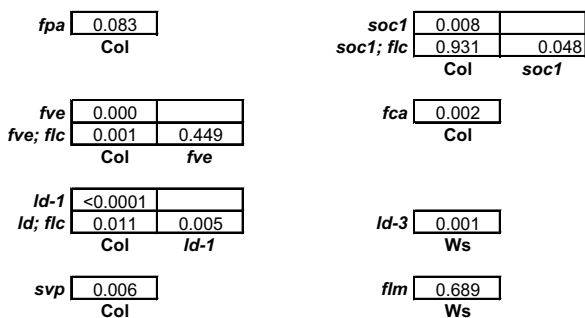 fpa 0.083
Col
soc1 0.008
soc1; flc 0.931 0.048
Col soc1
fve 0.000
fve; flc 0.001 0.449
Col fve
fca 0.002
Col
ld-1 <0.0001
ld; flc 0.011 0.005
Col ld-1
ld-3 0.001
Ws
svp 0.006
Col
flm 0.689
Ws